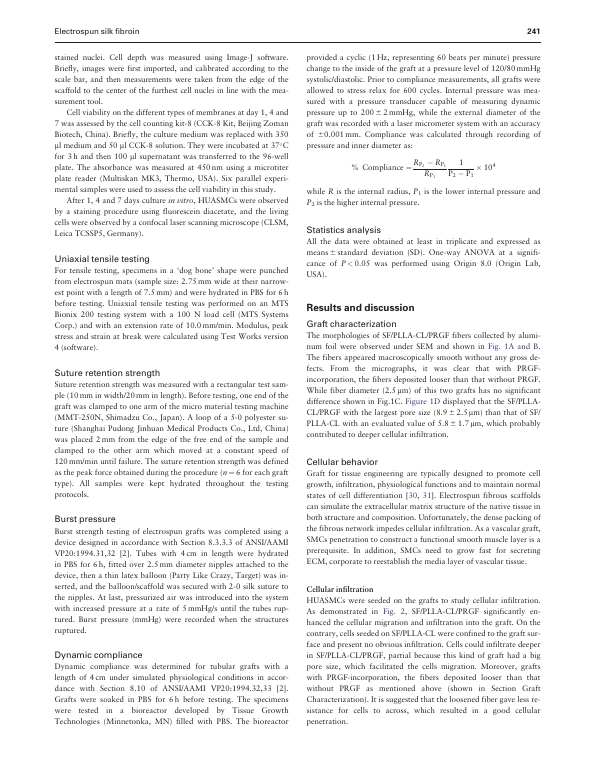 Electrospun silk fibroin
241
stained nuclei. Cell depth was measured using Image-J software.
Briefly, images were first imported, and calibrated according to the
scale bar, and then measurements were taken from the edge of the
scaffold to the center of the furthest cell nuclei in line with the mea-
surement tool.
Cell viability on the different types of membranes at day 1, 4 and
7 was assessed by the cell counting kit-8 (CCK-8 Kit, Beijing Zoman
Biotech, China). Briefly, the culture medium was replaced with 350
μl medium and 50 μl CCK-8 solution. They were incubated at 37°C
for 3 h and then 100 μl supernatant was transferred to the 96-well
plate. The absorbance was measured at 450 nm using a microtiter
plate reader (Multiskan MK3, Thermo, USA). Six parallel experi-
mental samples were used to assess the cell viability in this study.
After 1, 4 and 7 days culture in vitro, HUASMCs were observed
by a staining procedure using fluorescein diacetate, and the living
cells were observed by a confocal laser scanning microscope (CLSM,
Leica TCSSP5, Germany).
Uniaxial tensile testing
For tensile testing, specimens in a 'dog bone' shape were punched
from electrospun mats (sample size: 2.75 mm wide at their narrow-
est point with a length of 7.5 mm) and were hydrated in PBS for 6 h
before testing. Uniaxial tensile testing was performed on an MTS
Bionix 200 testing system with a 100 N load cell (MTS Systems
Corp.) and with an extension rate of 10.0 mm/min. Modulus, peak
stress and strain at break were calculated using Test Works version
4 (software).
Suture retention strength
Suture retention strength was measured with a rectangular test sam-
ple (10 mm in width/20 mm in length). Before testing, one end of the
graft was clamped to one arm of the micro material testing machine
(MMT-250N, Shimadzu Co., Japan). A loop of a 5-0 polyester su-
ture (Shanghai Pudong Jinhuan Medical Products Co., Ltd, China)
was placed 2 mm from the edge of the free end of the sample and
clamped to the other arm which moved at a constant speed of
120 mm/min until failure. The suture retention strength was defined
as the peak force obtained during the procedure (n = 6 for each graft
type). All samples were kept hydrated throughout the testing
protocols.
Burst pressure
Burst strength testing of electrospun grafts was completed using a
device designed in accordance with Section 8.3.3.3 of ANSI/AAMI
VP20:1994.31,32 [2]. Tubes with 4 cm in length were hydrated
in PBS for 6 h, fitted over 2.5 mm diameter nipples attached to the
device, then a thin latex balloon (Party Like Crazy, Target) was in-
serted, and the balloon/scaffold was secured with 2-0 silk suture to
the nipples. At last, pressurized air was introduced into the system
with increased pressure at a rate of 5 mmHg/s until the tubes rup-
tured. Burst pressure (mmHg) were recorded when the structures
ruptured.
Dynamic compliance
Dynamic compliance was determined for tubular grafts with a
length of 4 cm under simulated physiological conditions in accor-
dance with Section 8.10 of ANSI/AAMI VP20:1994.32,33 [2].
Grafts were soaked in PBS for 6 h before testing. The specimens
were tested in a bioreactor developed by Tissue Growth
Technologies (Minnetonka, MN) filled with PBS. The bioreactor
provided a cyclic (1 Hz, representing 60 beats per minute) pressure
change to the inside of the graft at a pressure level of 120/80 mmHg
systolic/diastolic. Prior to compliance measurements, all grafts were
allowed to stress relax for 600 cycles. Internal pressure was mea-
sured with a pressure transducer capable of measuring dynamic
pressure up to 200 ± 2 mmHg, while the external diameter of the
graft was recorded with a laser micrometer system with an accuracy
of ±0.001 mm. Compliance was calculated through recording of
pressure and inner diameter as:
% Compliance = (R_P2 − R_P1)/R_P1 · 1/(P2 − P1) × 10^4
while R is the internal radius, P1 is the lower internal pressure and
P2 is the higher internal pressure.
Statistics analysis
All the data were obtained at least in triplicate and expressed as
means ± standard deviation (SD). One-way ANOVA at a signifi-
cance of P < 0.05 was performed using Origin 8.0 (Origin Lab,
USA).
Results and discussion
Graft characterization
The morphologies of SF/PLLA-CL/PRGF fibers collected by alumi-
num foil were observed under SEM and shown in Fig. 1A and B.
The fibers appeared macroscopically smooth without any gross de-
fects. From the micrographs, it was clear that with PRGF-
incorporation, the fibers deposited looser than that without PRGF.
While fiber diameter (2.5 μm) of this two grafts has no significant
difference shown in Fig.1C. Figure 1D displayed that the SF/PLLA-
CL/PRGF with the largest pore size (8.9 ± 2.5 μm) than that of SF/
PLLA-CL with an evaluated value of 5.8 ± 1.7 μm, which probably
contributed to deeper cellular infiltration.
Cellular behavior
Graft for tissue engineering are typically designed to promote cell
growth, infiltration, physiological functions and to maintain normal
states of cell differentiation [30, 31]. Electrospun fibrous scaffolds
can simulate the extracellular matrix structure of the native tissue in
both structure and composition. Unfortunately, the dense packing of
the fibrous network impedes cellular infiltration. As a vascular graft,
SMCs penetration to construct a functional smooth muscle layer is a
prerequisite. In addition, SMCs need to grow fast for secreting
ECM, corporate to reestablish the media layer of vascular tissue.
Cellular infiltration
HUASMCs were seeded on the grafts to study cellular infiltration.
As demonstrated in Fig. 2, SF/PLLA-CL/PRGF significantly en-
hanced the cellular migration and infiltration into the graft. On the
contrary, cells seeded on SF/PLLA-CL were confined to the graft sur-
face and present no obvious infiltration. Cells could infiltrate deeper
in SF/PLLA-CL/PRGF, partial because this kind of graft had a big
pore size, which facilitated the cells migration. Moreover, grafts
with PRGF-incorporation, the fibers deposited looser than that
without PRGF as mentioned above (shown in Section Graft
Characterization). It is suggested that the loosened fiber gave less re-
sistance for cells to across, which resulted in a good cellular
penetration.